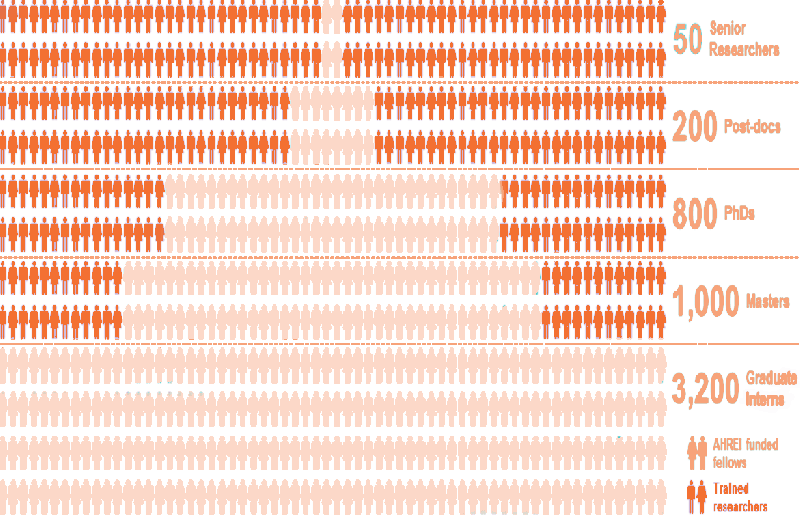 50 Senior
Researchers
200 Post-docs
800 PhDs
1,000 Masters
3,200 Graduate
Interns
AHREI funded
fellows
Trained
researchers